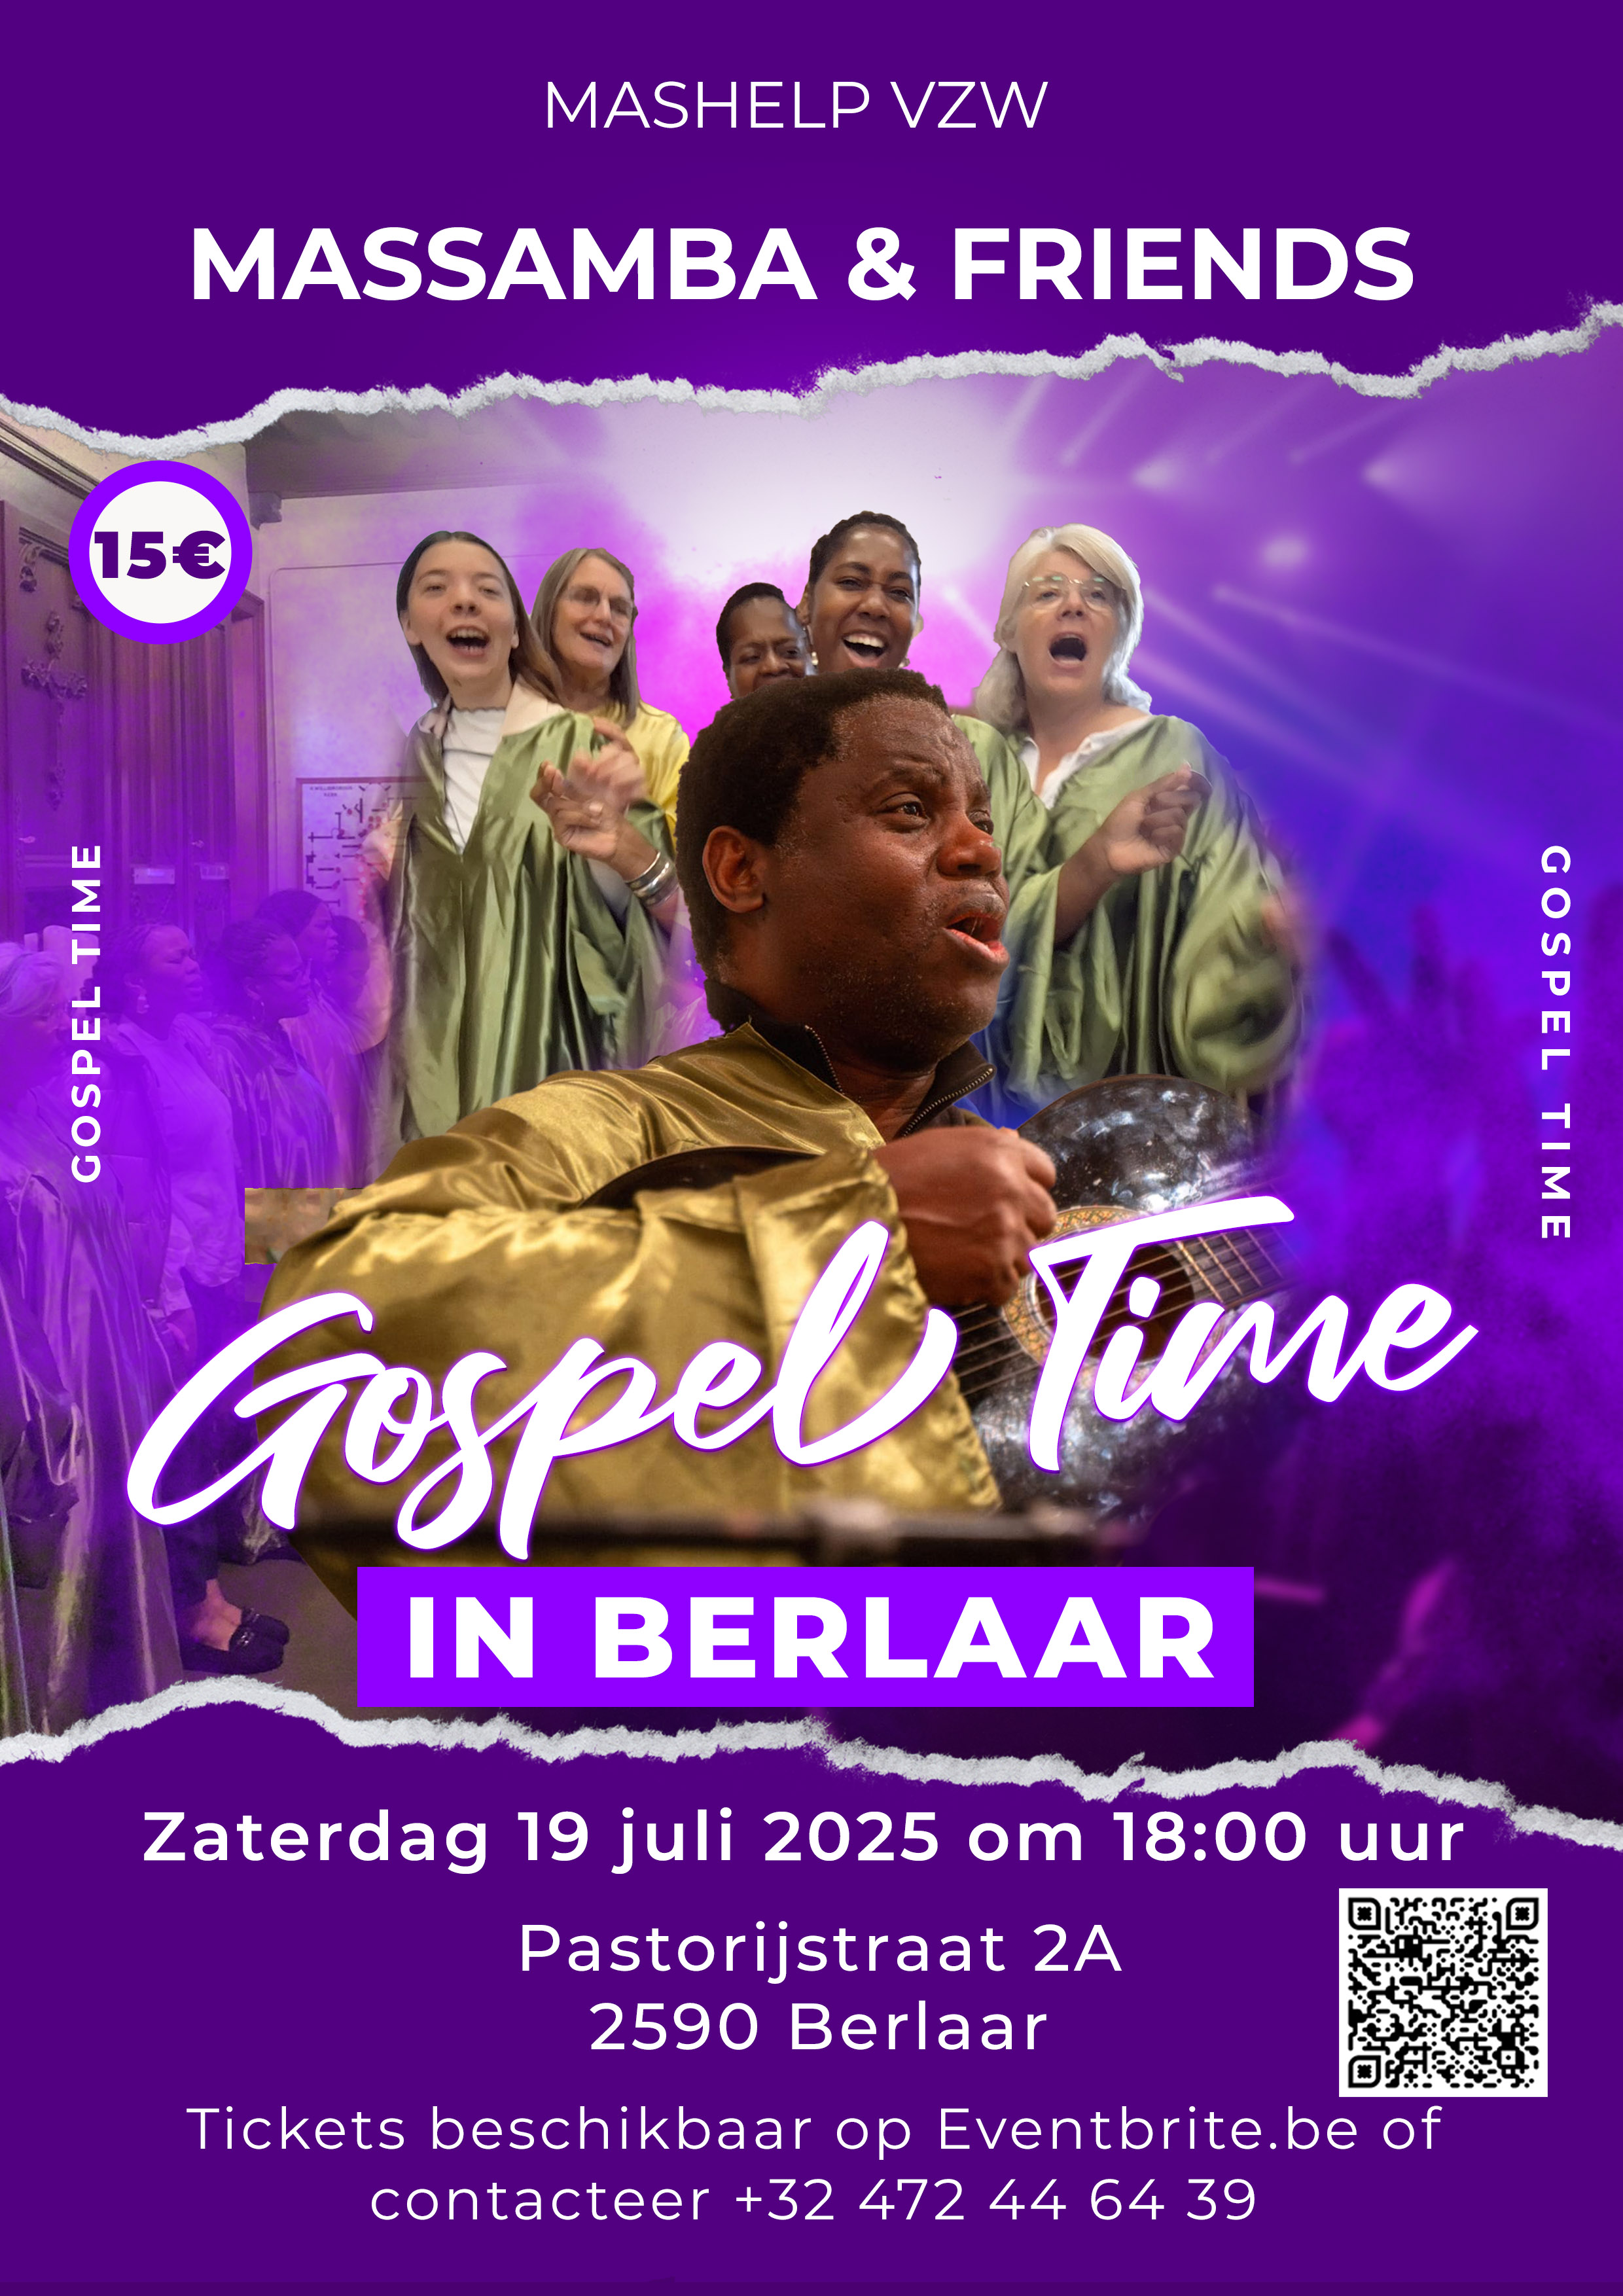 MASHELP VZW
MASSAMBA & FRIENDS
15€
GOSPEL TIME
GOSPEL TIME
Gospel Time
IN BERLAAR
Zaterdag 19 juli 2025 om 18:00 uur
Pastorijstraat 2A
2590 Berlaar
Tickets beschikbaar op Eventbrite.be of
contacteer +32 472 44 64 39